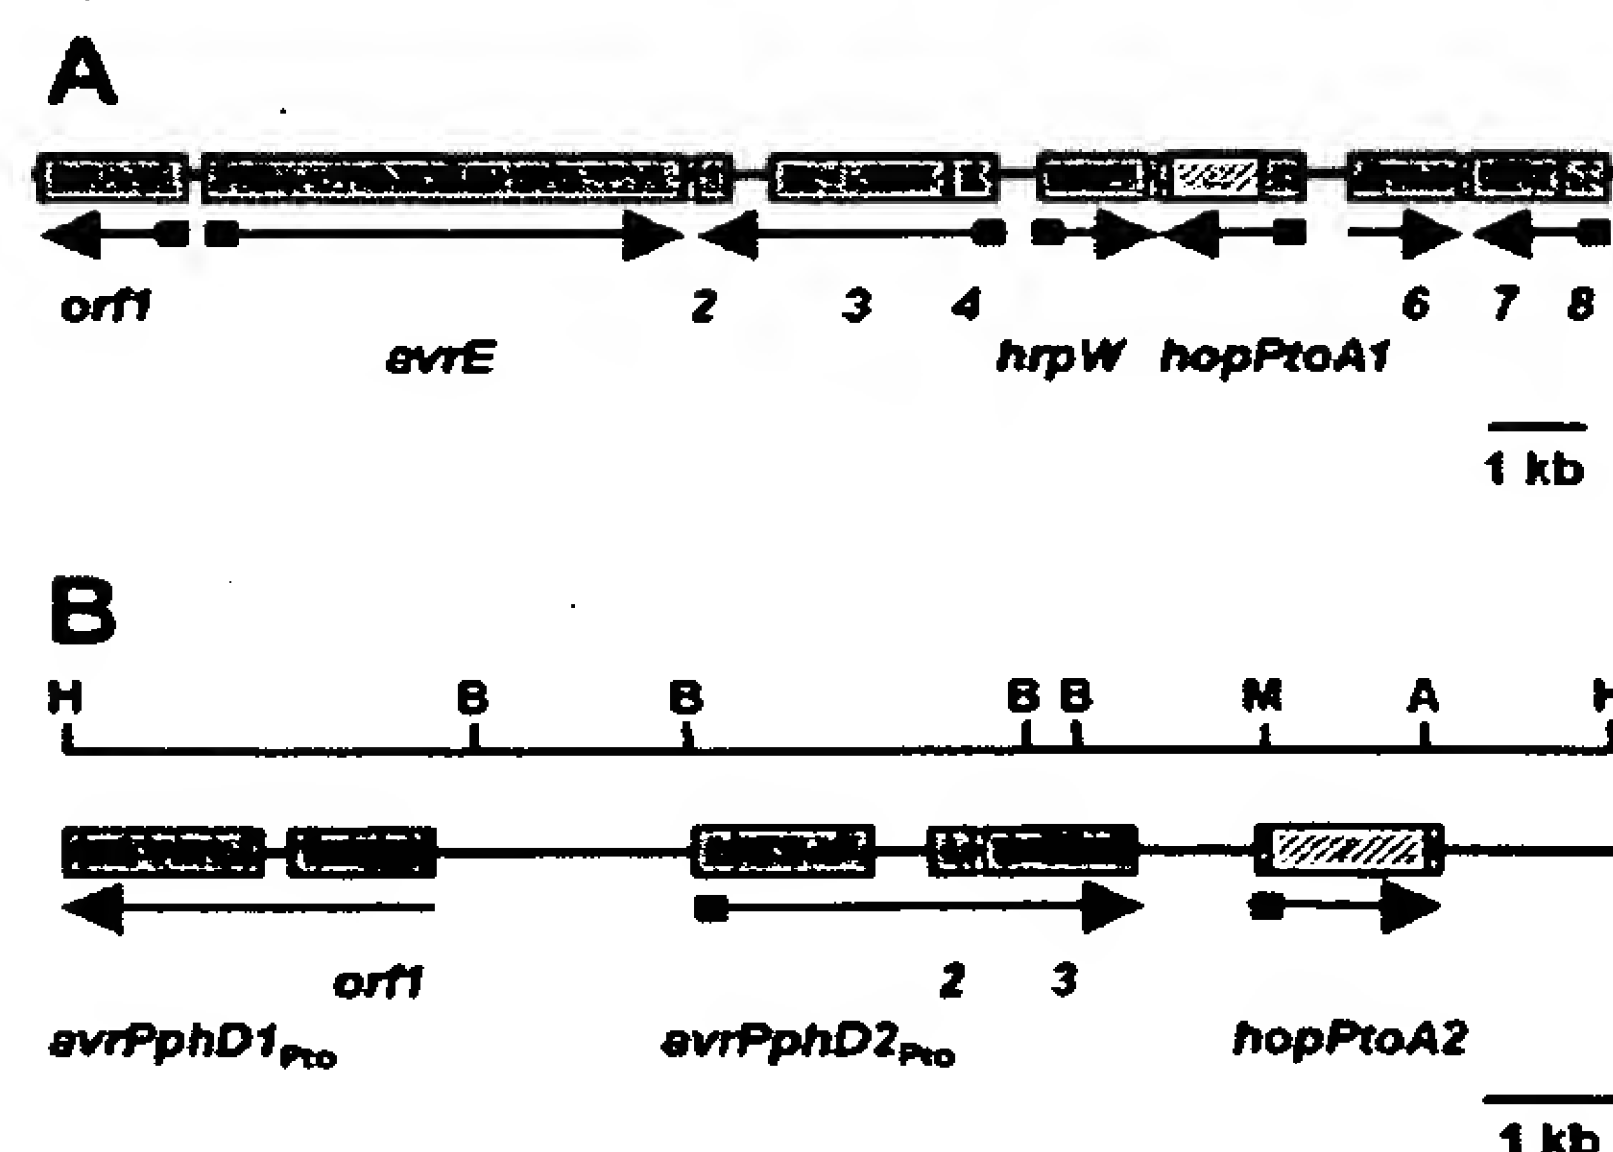 A
orf1 2 3 4 6 7 8
avrE hrpW hopPtoA1
1 kb
B
H B B B B M A H
orf1 2 3
avrPphD1Pto avrPphD2Pto hopPtoA2
1 kb